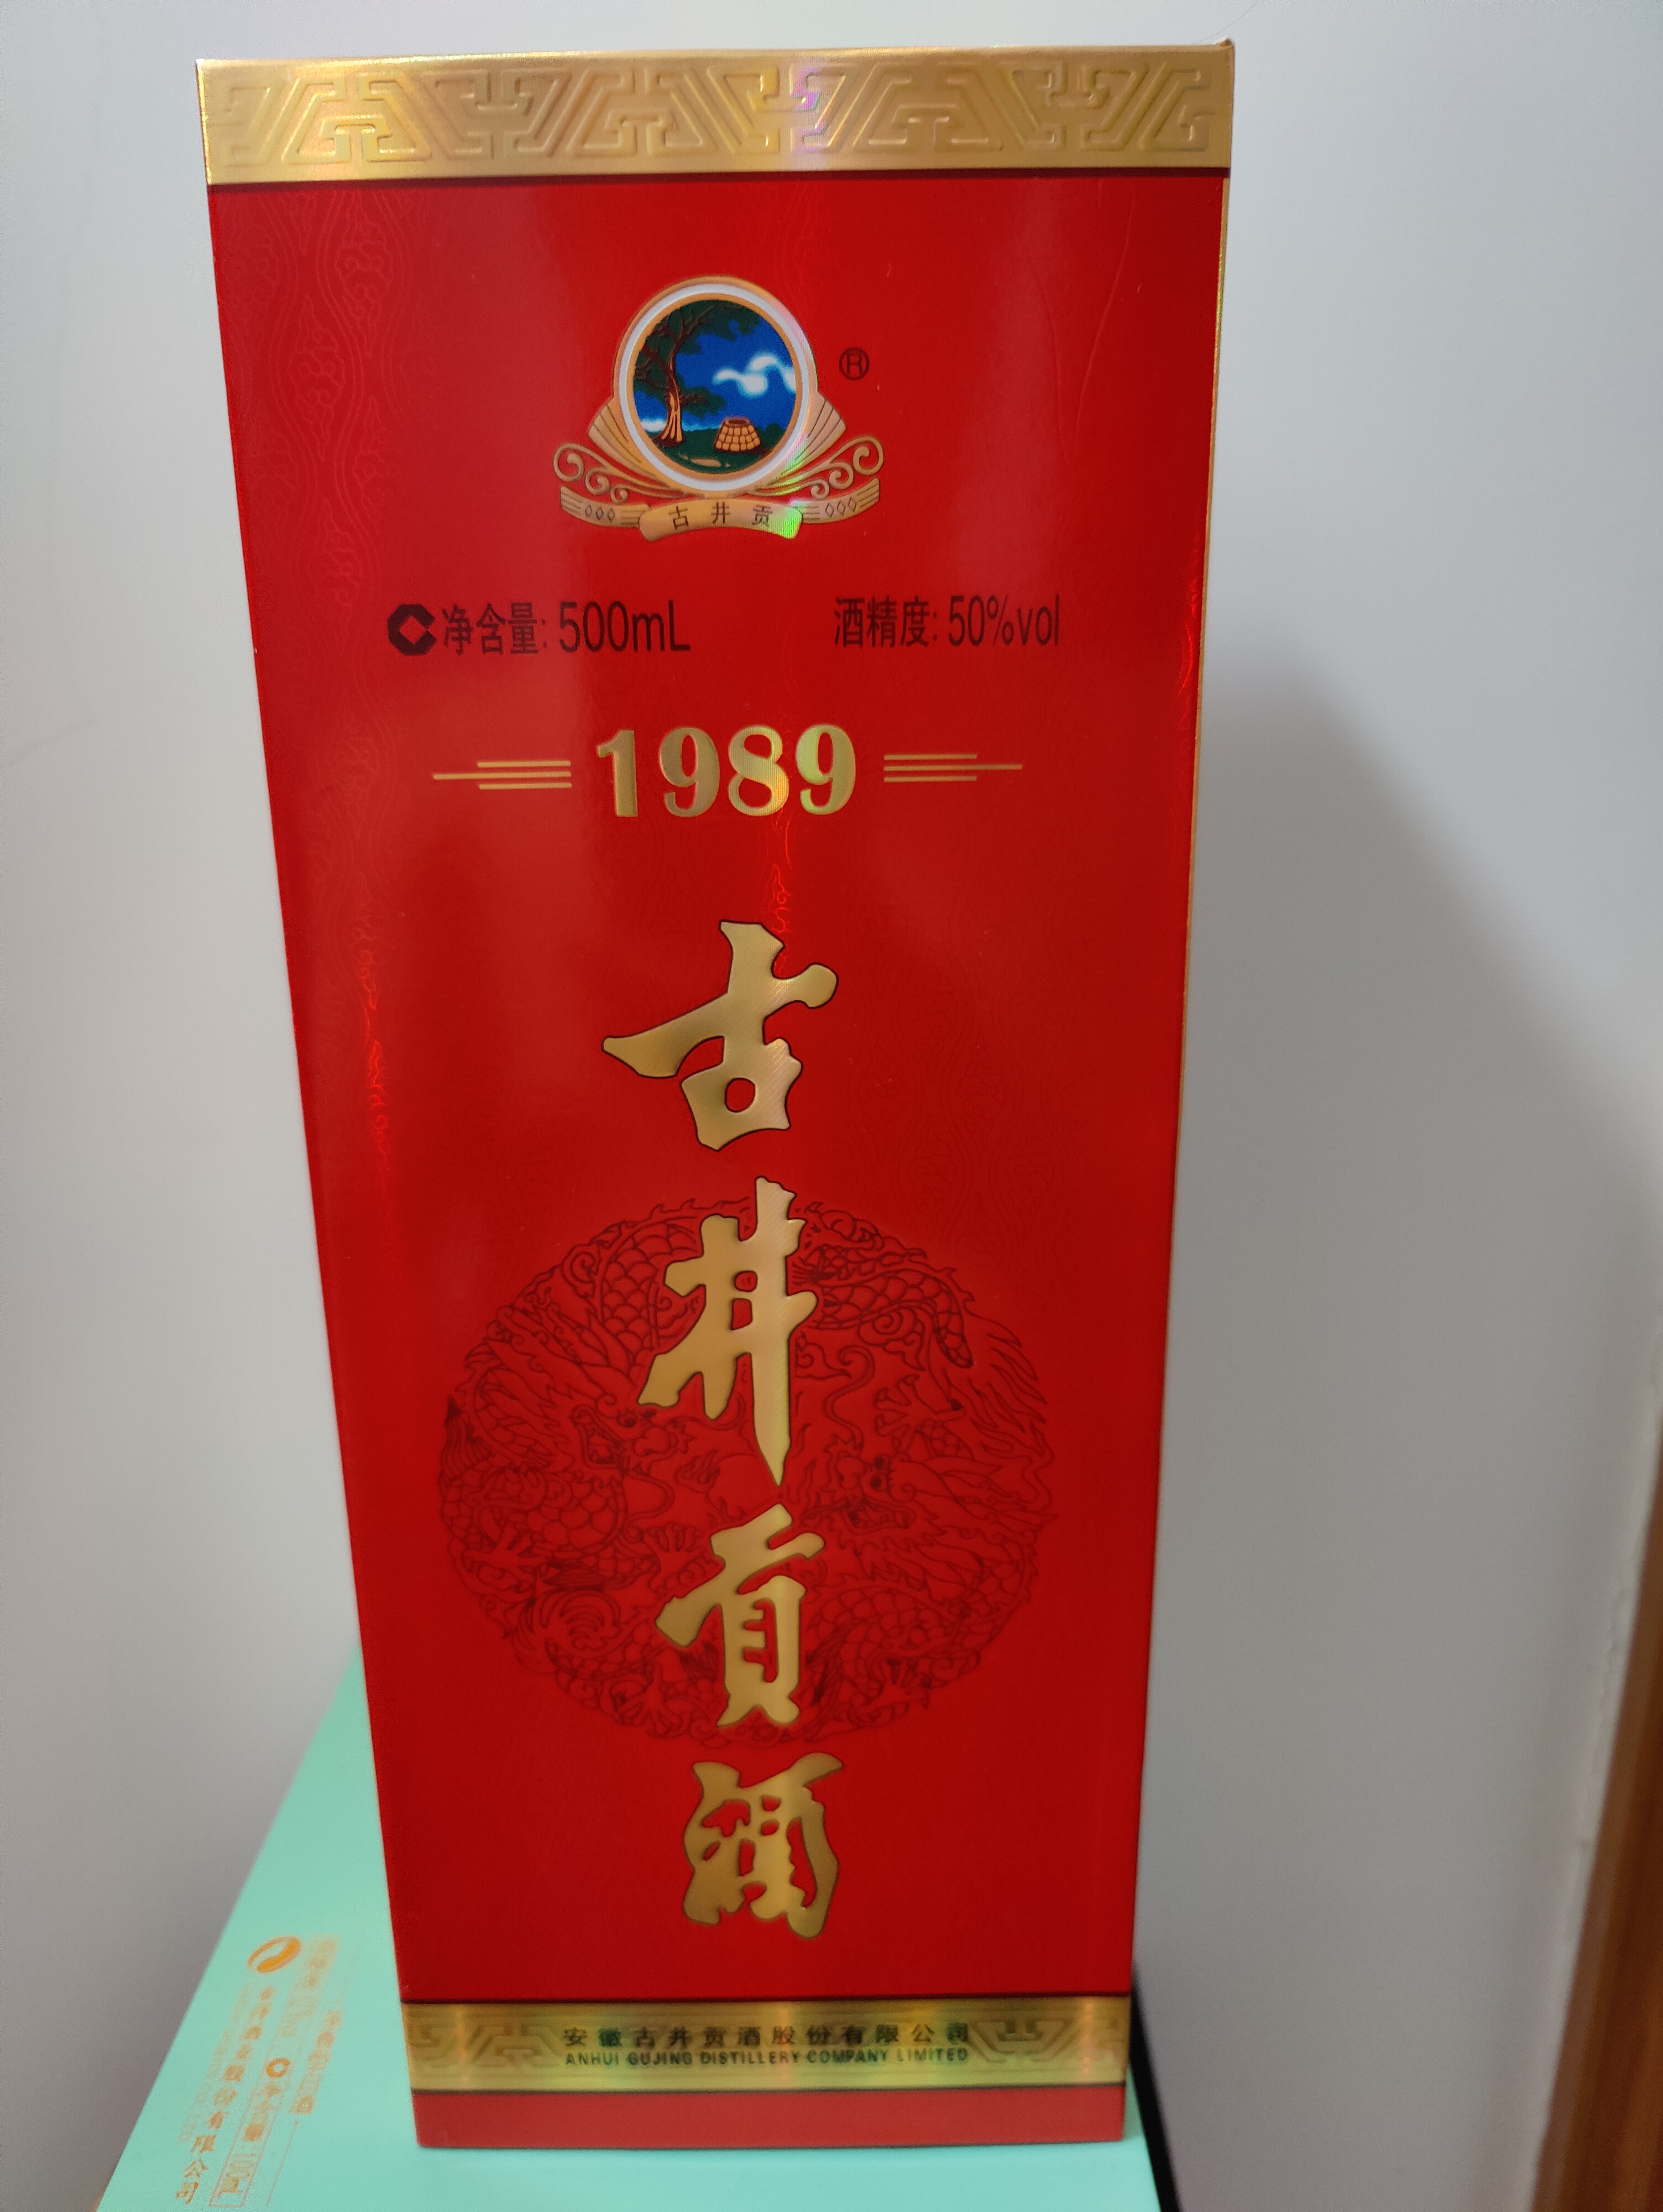 古井贡
®
净含量: 500mL 酒精度: 50%vol
1989
古井贡酒
安徽古井贡酒股份有限公司
ANHUI GUJING DISTILLERY COMPANY LIMITED